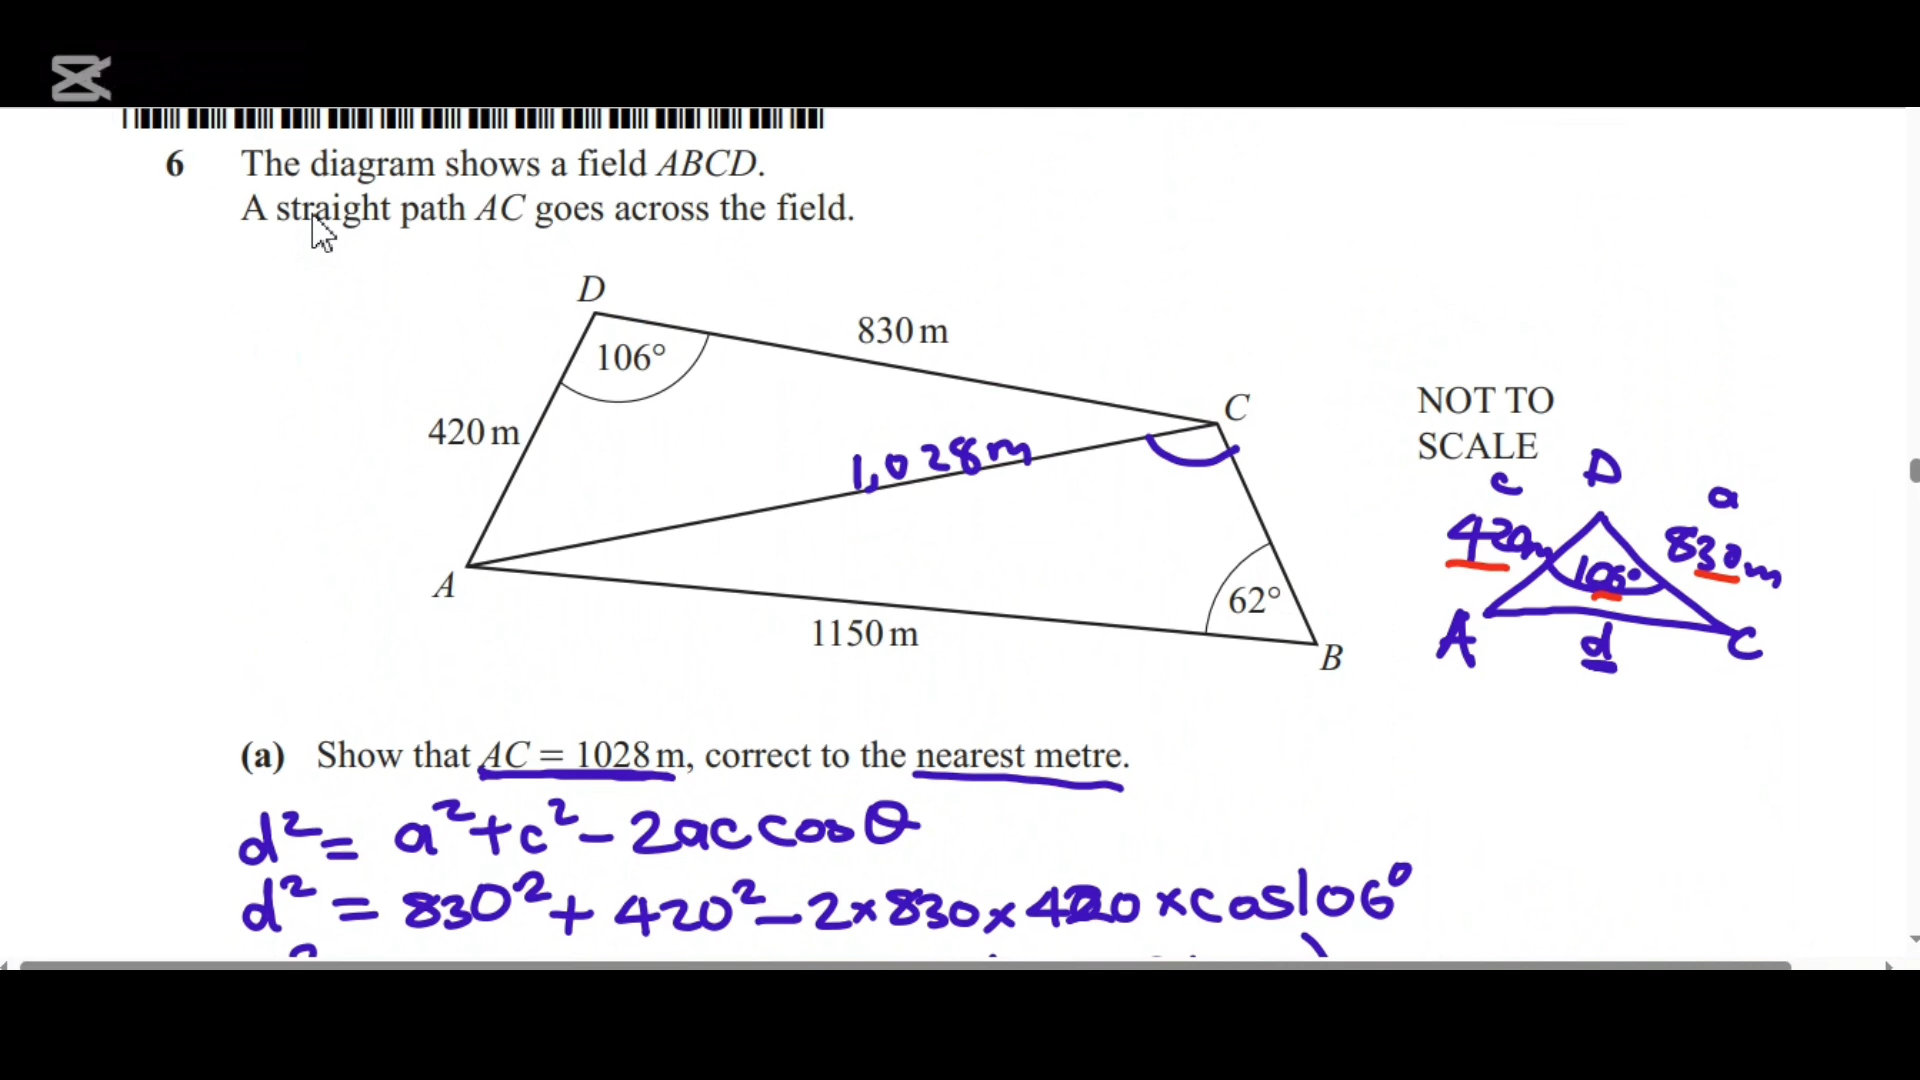 6 The diagram shows a field ABCD.
A straight path AC goes across the field.
D
830 m
106°
C
420 m
1,028m
NOT TO
SCALE
A
62°
1150 m
B
c D a
420m 830m
106°
A d C
(a) Show that AC = 1028 m, correct to the nearest metre.
d² = a² + c² - 2ac cos θ
d² = 830² + 420² - 2 × 830 × 420 × cos 106°